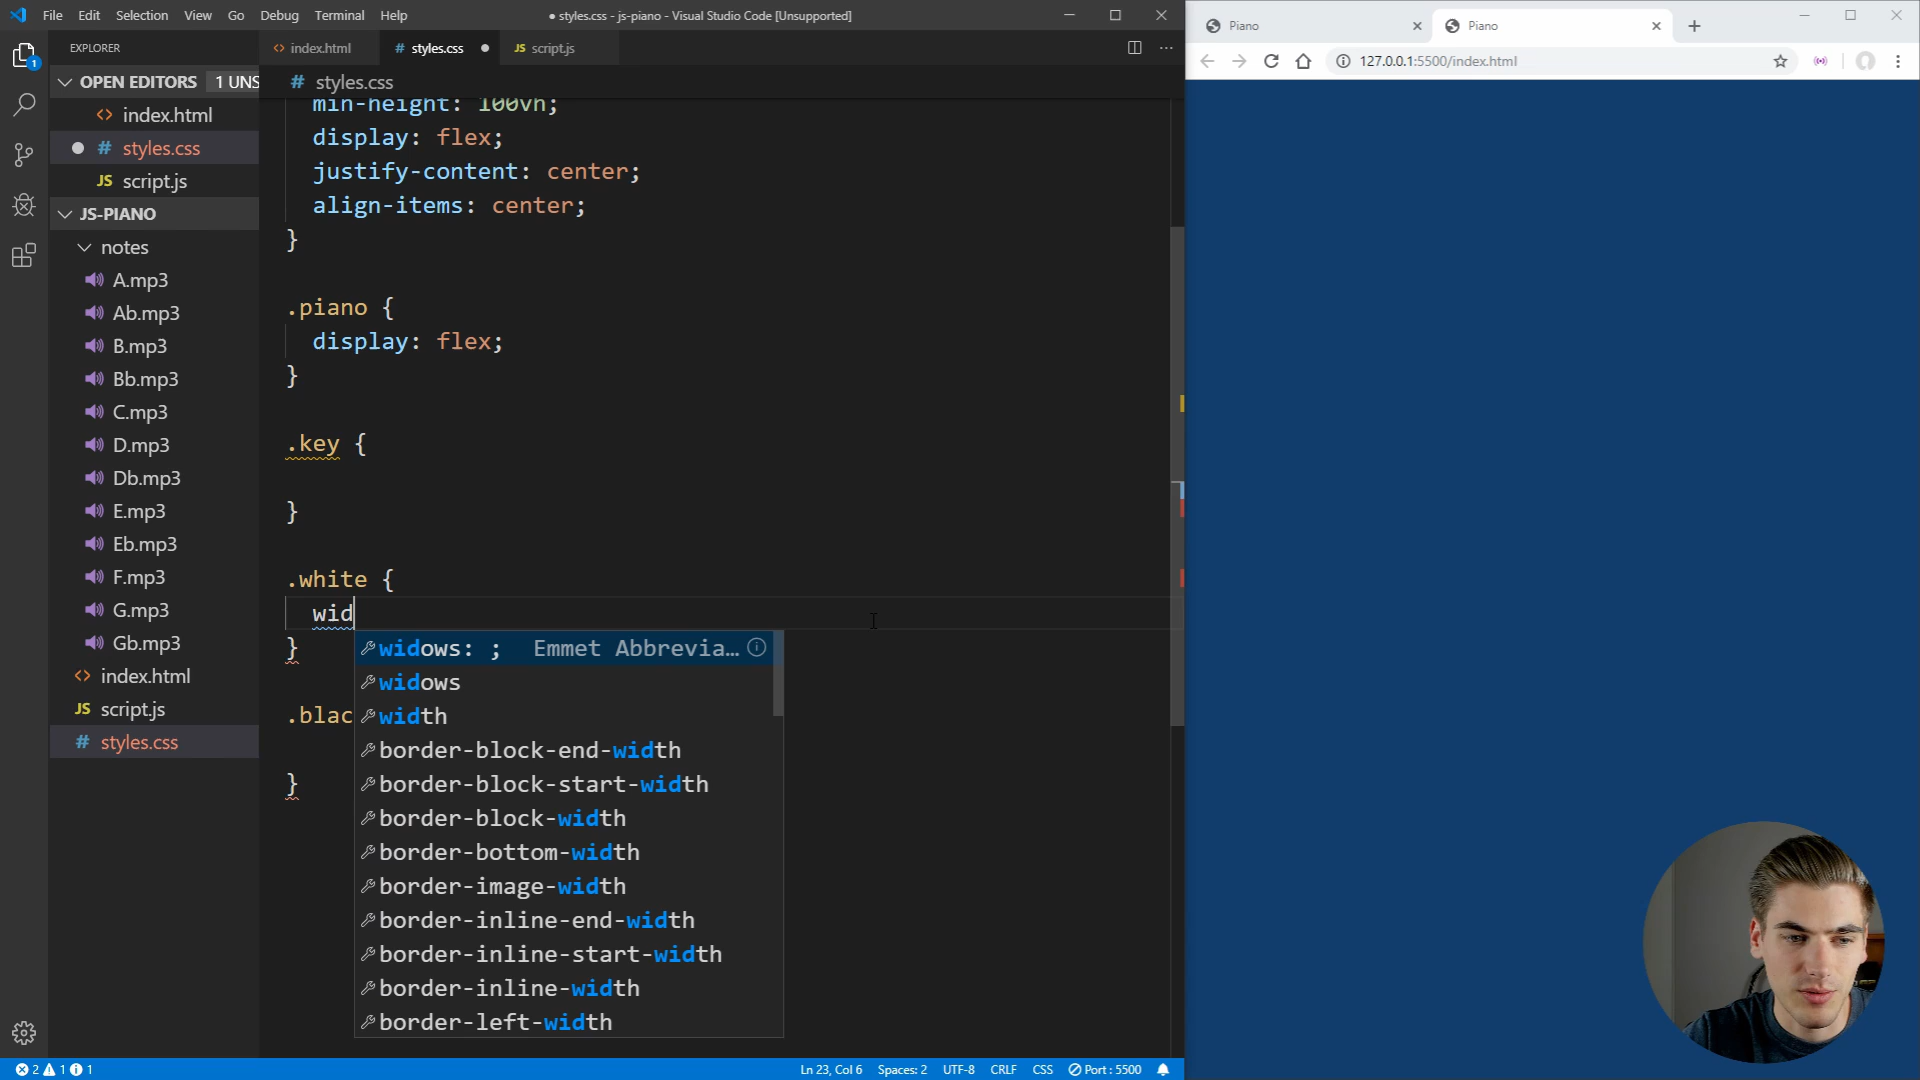 File Edit Selection View Go Debug Terminal Help
● styles.css - js-piano - Visual Studio Code [Unsupported]
EXPLORER
OPEN EDITORS 1 UNS
<> index.html
# styles.css
JS script.js
JS-PIANO
notes
A.mp3
Ab.mp3
B.mp3
Bb.mp3
C.mp3
D.mp3
Db.mp3
E.mp3
Eb.mp3
F.mp3
G.mp3
Gb.mp3
<> index.html
JS script.js
# styles.css
<> index.html # styles.css ● JS script.js
# styles.css
min-height: 100vh;
display: flex;
justify-content: center;
align-items: center;
}
.piano {
display: flex;
}
.key {
}
.white {
wid
}
widows: ; Emmet Abbrevia...
widows
width
border-block-end-width
border-block-start-width
border-block-width
border-bottom-width
border-image-width
border-inline-end-width
border-inline-start-width
border-inline-width
border-left-width
.blac
}
2 1 1
Ln 23, Col 6 Spaces: 2 UTF-8 CRLF CSS Port : 5500
Piano Piano
127.0.0.1:5500/index.html
1